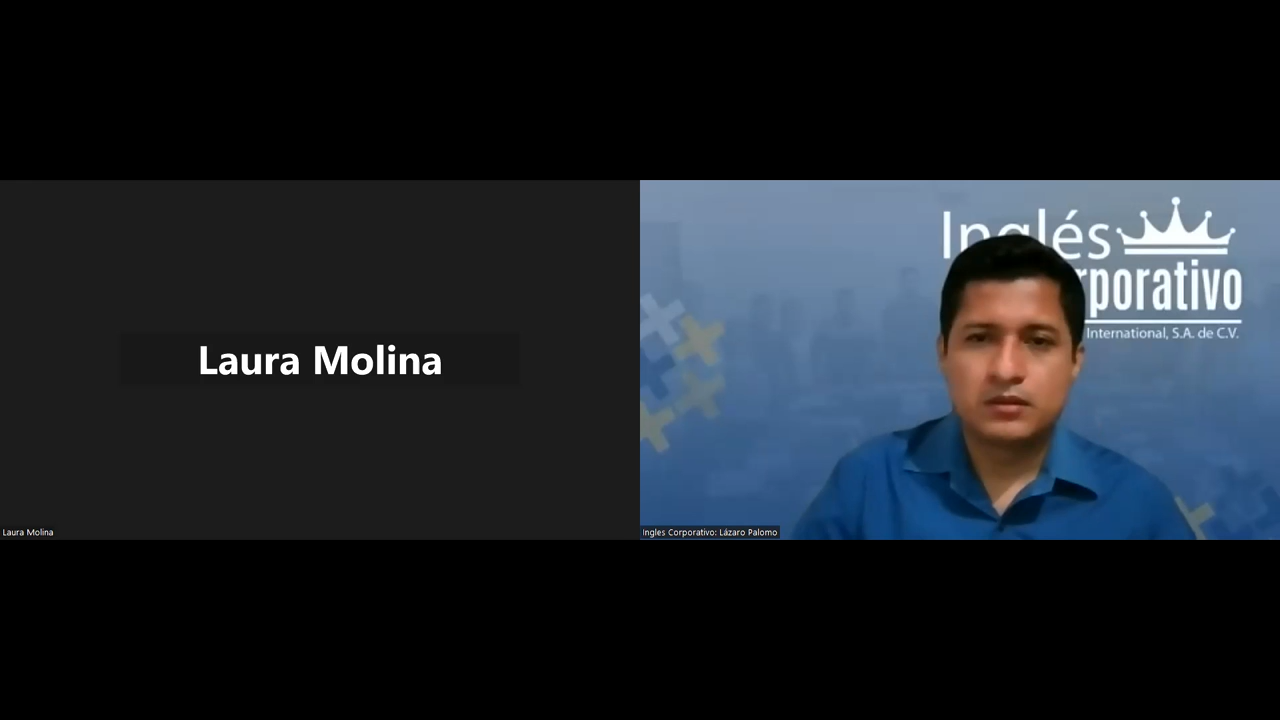 Laura Molina
Laura Molina
Inglés
rporativo
International, S.A. de C.V.
Ingles Corporativo: Lázaro Palomo